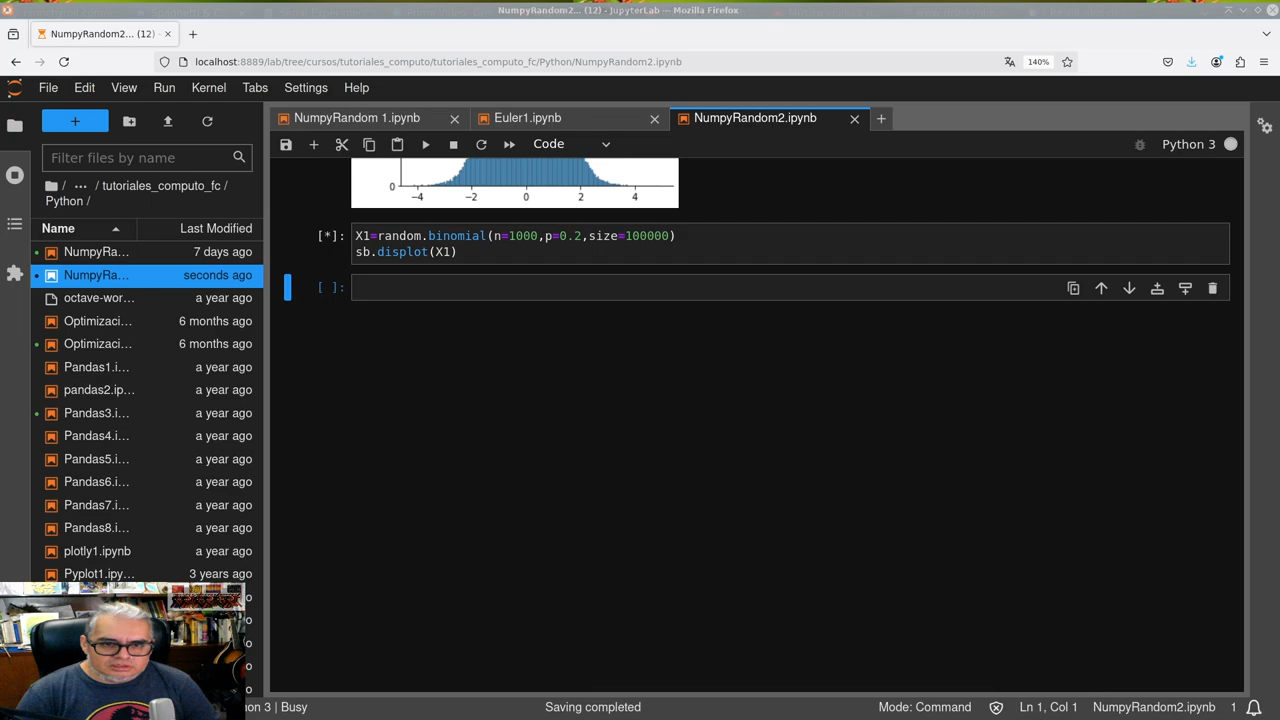 NumpyRandom2... (12) - JupyterLab — Mozilla Firefox
NumpyRandom2... (12)
localhost:8889/lab/tree/cursos/tutoriales_computo/tutoriales_computo_fc/Python/NumpyRandom2.ipynb
140%
File Edit View Run Kernel Tabs Settings Help
NumpyRandom 1.ipynb
Euler1.ipynb
NumpyRandom2.ipynb
Filter files by name
Code
Python 3
/ ... / tutoriales_computo_fc /
Python /
Name Last Modified
NumpyRa... 7 days ago
NumpyRa... seconds ago
octave-wor... a year ago
Optimizaci... 6 months ago
Optimizaci... 6 months ago
Pandas1.i... a year ago
pandas2.ip... a year ago
Pandas3.i... a year ago
Pandas4.i... a year ago
Pandas5.i... a year ago
Pandas6.i... a year ago
Pandas7.i... a year ago
Pandas8.i... a year ago
plotly1.ipynb a year ago
Pyplot1.ipy... 3 years ago
0
−4 −2 0 2 4
[*]: X1=random.binomial(n=1000,p=0.2,size=100000)
sb.displot(X1)
[ ]:
on 3 | Busy
Saving completed
Mode: Command
Ln 1, Col 1
NumpyRandom2.ipynb
1